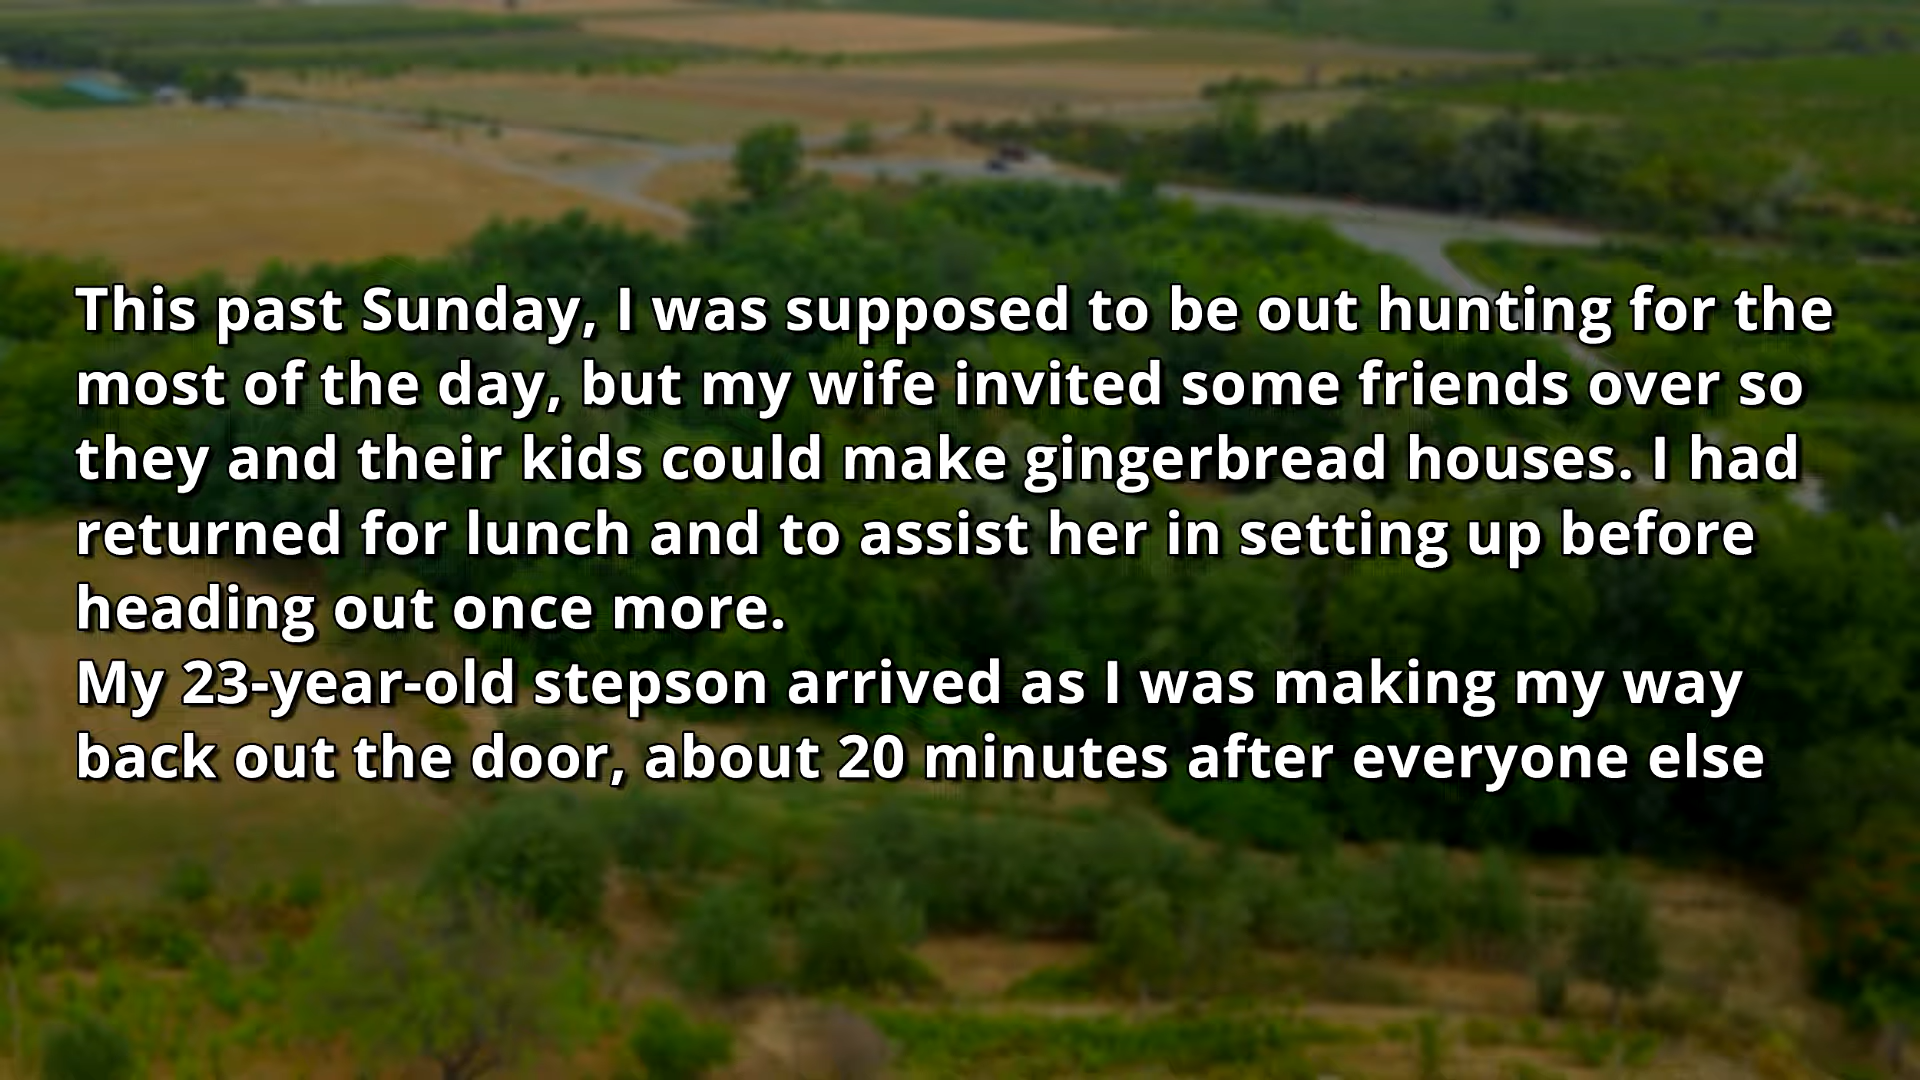 This past Sunday, I was supposed to be out hunting for the
most of the day, but my wife invited some friends over so
they and their kids could make gingerbread houses. I had
returned for lunch and to assist her in setting up before
heading out once more.
My 23-year-old stepson arrived as I was making my way
back out the door, about 20 minutes after everyone else